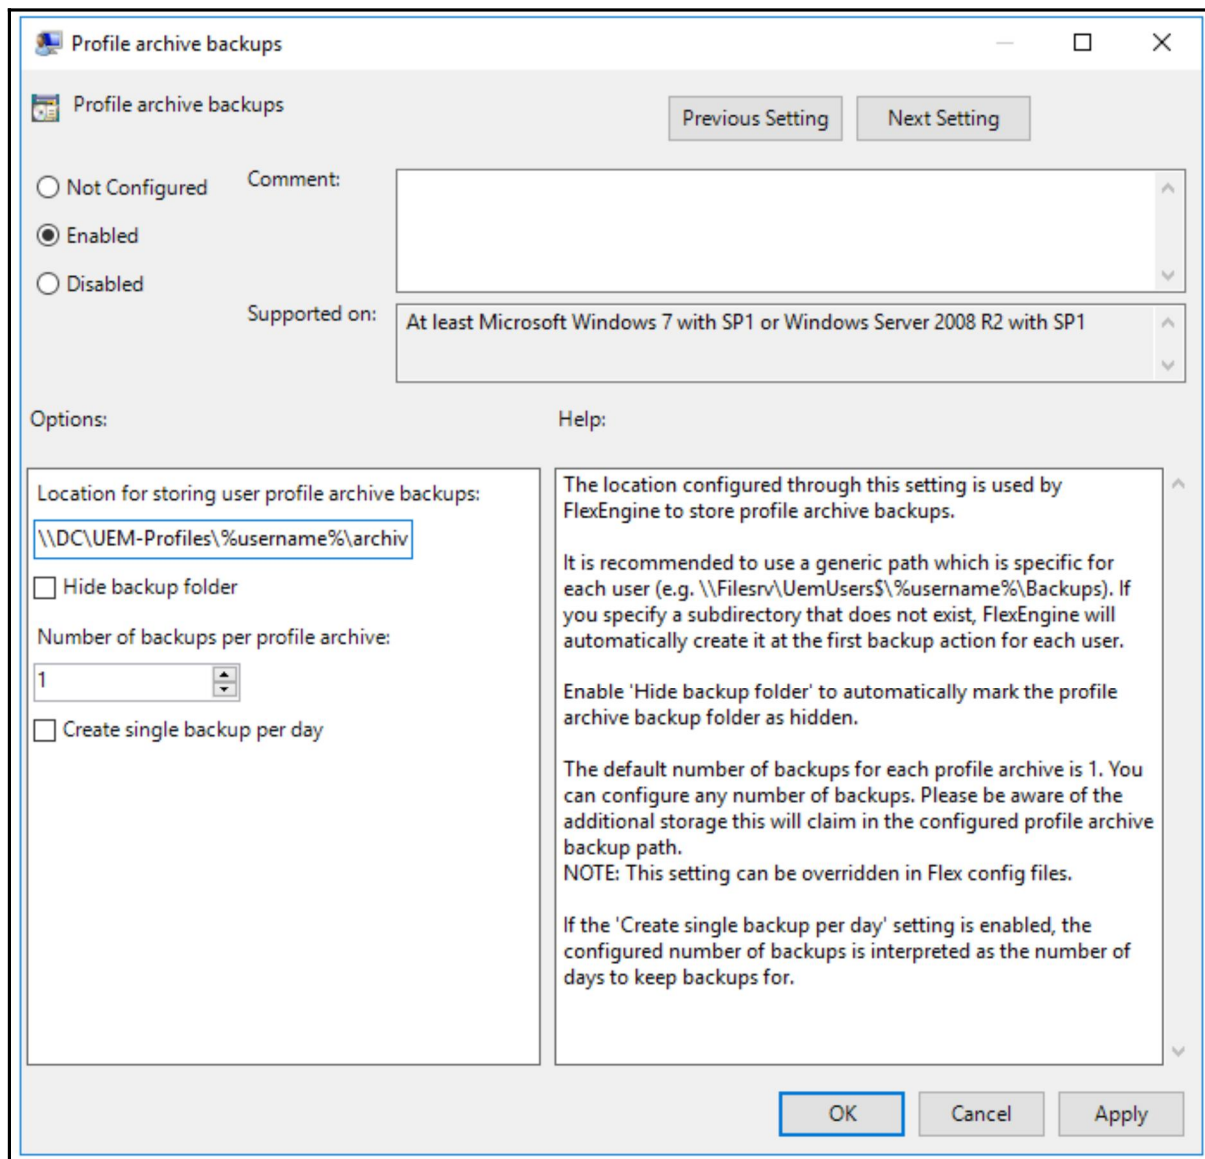 Profile archive backups
Profile archive backups
Previous Setting
Next Setting
Not Configured
Comment:
Enabled
Disabled
Supported on:
At least Microsoft Windows 7 with SP1 or Windows Server 2008 R2 with SP1
Options:
Help:
Location for storing user profile archive backups:
\\DC\UEM-Profiles\%username%\archiv
Hide backup folder
Number of backups per profile archive:
1
Create single backup per day
The location configured through this setting is used by
FlexEngine to store profile archive backups.
It is recommended to use a generic path which is specific for
each user (e.g. \\Filesrv\UemUsers$\%username%\Backups). If
you specify a subdirectory that does not exist, FlexEngine will
automatically create it at the first backup action for each user.
Enable 'Hide backup folder' to automatically mark the profile
archive backup folder as hidden.
The default number of backups for each profile archive is 1. You
can configure any number of backups. Please be aware of the
additional storage this will claim in the configured profile archive
backup path.
NOTE: This setting can be overridden in Flex config files.
If the 'Create single backup per day' setting is enabled, the
configured number of backups is interpreted as the number of
days to keep backups for.
OK
Cancel
Apply